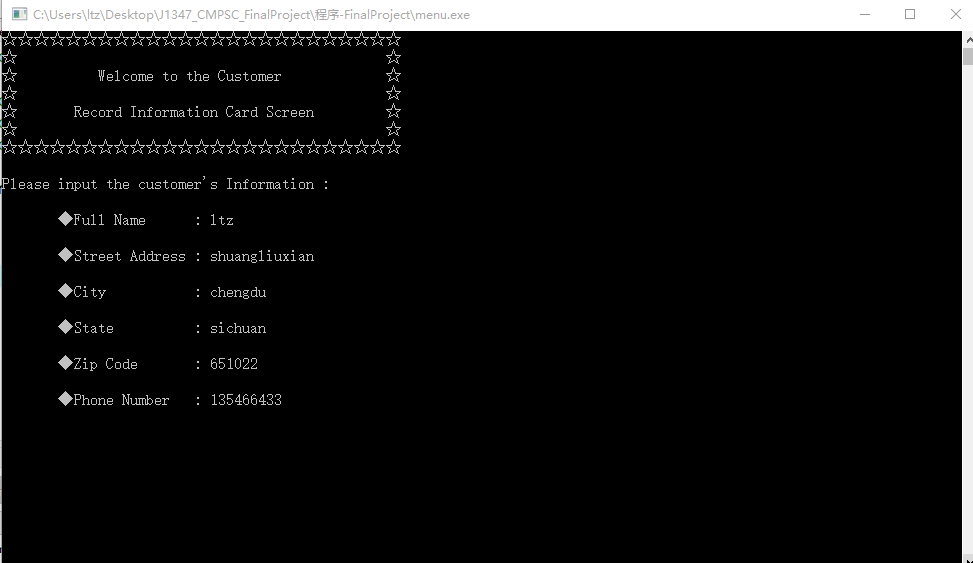 C:\Users\ltz\Desktop\J1347_CMPSC_FinalProject\程序-FinalProject\menu.exe
☆☆☆☆☆☆☆☆☆☆☆☆☆☆☆☆☆☆☆☆☆☆☆☆☆
☆ ☆
☆ Welcome to the Customer ☆
☆ ☆
☆ Record Information Card Screen ☆
☆ ☆
☆☆☆☆☆☆☆☆☆☆☆☆☆☆☆☆☆☆☆☆☆☆☆☆☆
Please input the customer's Information :
◆Full Name : ltz
◆Street Address : shuangliuxian
◆City : chengdu
◆State : sichuan
◆Zip Code : 651022
◆Phone Number : 135466433